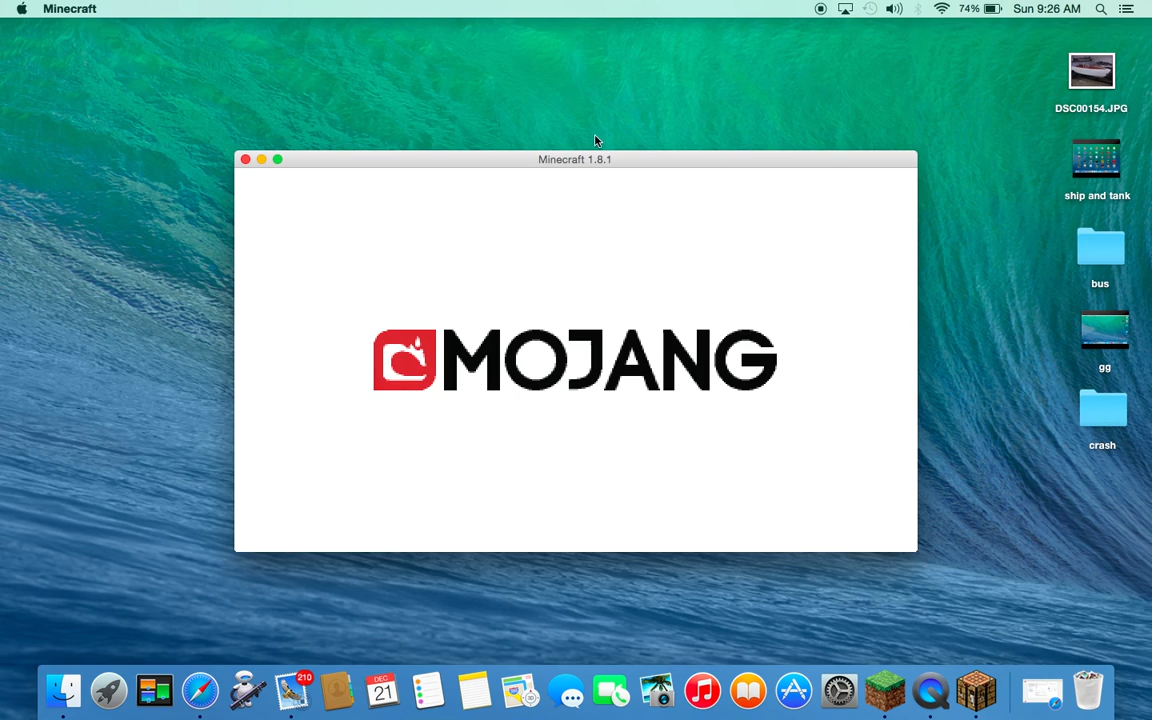 Minecraft
74%
Sun 9:26 AM
DSC00154.JPG
ship and tank
bus
gg
crash
Minecraft 1.8.1
MOJANG
210
DEC
21